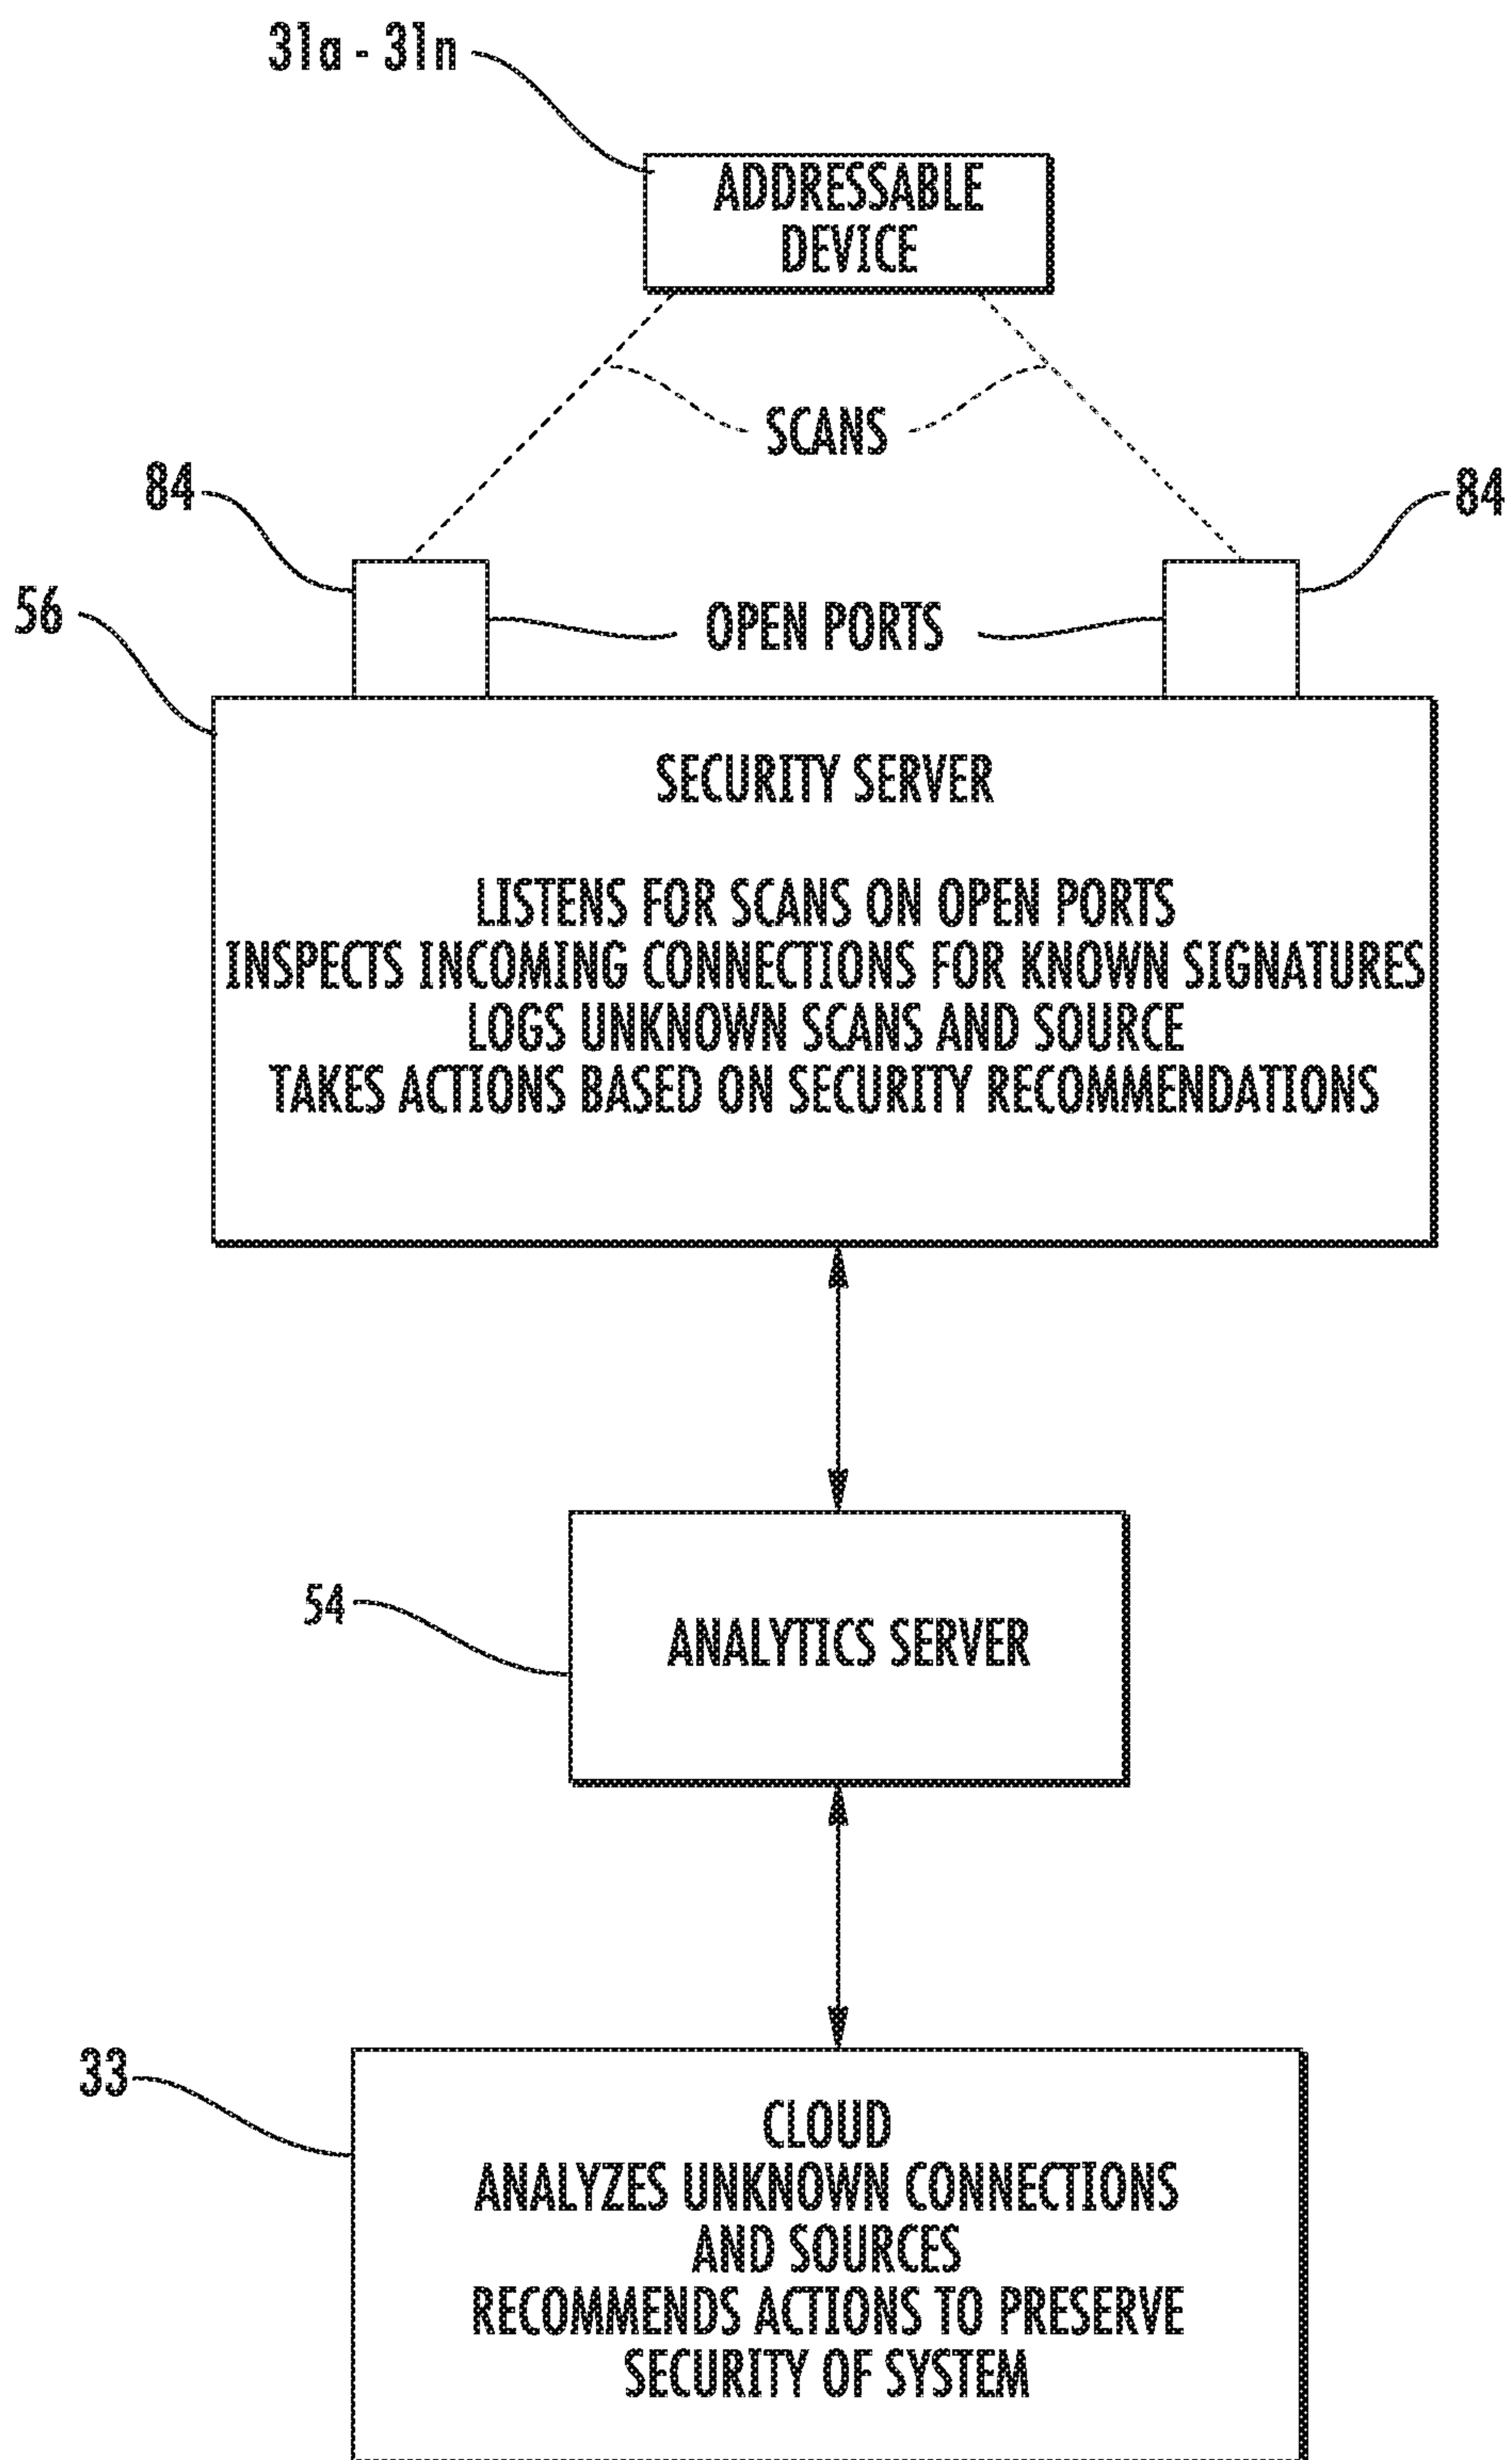 31a - 31n
ADDRESSABLE
DEVICE
SCANS
84
84
56
OPEN PORTS
SECURITY SERVER
LISTENS FOR SCANS ON OPEN PORTS
INSPECTS INCOMING CONNECTIONS FOR KNOWN SIGNATURES
LOGS UNKNOWN SCANS AND SOURCE
TAKES ACTIONS BASED ON SECURITY RECOMMENDATIONS
54
ANALYTICS SERVER
33
CLOUD
ANALYZES UNKNOWN CONNECTIONS
AND SOURCES
RECOMMENDS ACTIONS TO PRESERVE
SECURITY OF SYSTEM